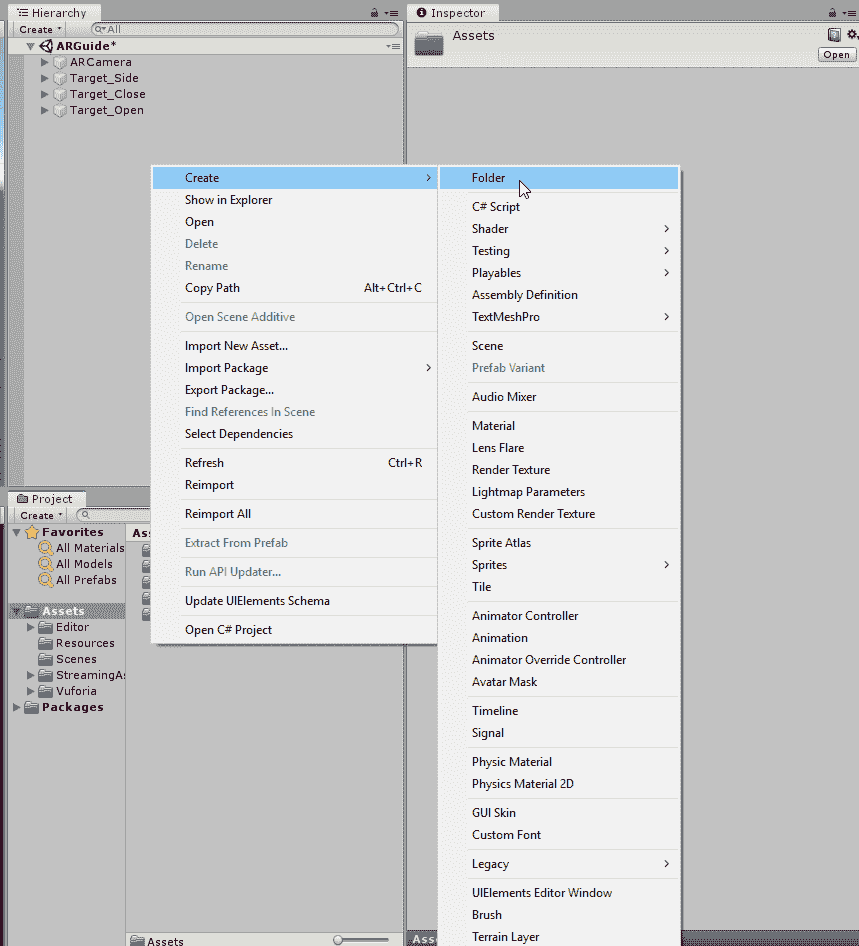 Hierarchy
Create
All
ARGuide*
ARCamera
Target_Side
Target_Close
Target_Open
Inspector
Assets
Open
Create
Show in Explorer
Open
Delete
Rename
Copy Path Alt+Ctrl+C
Open Scene Additive
Import New Asset...
Import Package
Export Package...
Find References In Scene
Select Dependencies
Refresh Ctrl+R
Reimport
Reimport All
Extract From Prefab
Run API Updater...
Update UIElements Schema
Open C# Project
Folder
C# Script
Shader
Testing
Playables
Assembly Definition
TextMeshPro
Scene
Prefab Variant
Audio Mixer
Material
Lens Flare
Render Texture
Lightmap Parameters
Custom Render Texture
Sprite Atlas
Sprites
Tile
Animator Controller
Animation
Animator Override Controller
Avatar Mask
Timeline
Signal
Physic Material
Physics Material 2D
GUI Skin
Custom Font
Legacy
UIElements Editor Window
Brush
Terrain Layer
Project
Create
Favorites
All Materials
All Models
All Prefabs
Assets
Editor
Resources
Scenes
StreamingAs
Vuforia
Packages
Ass
Assets
Ass